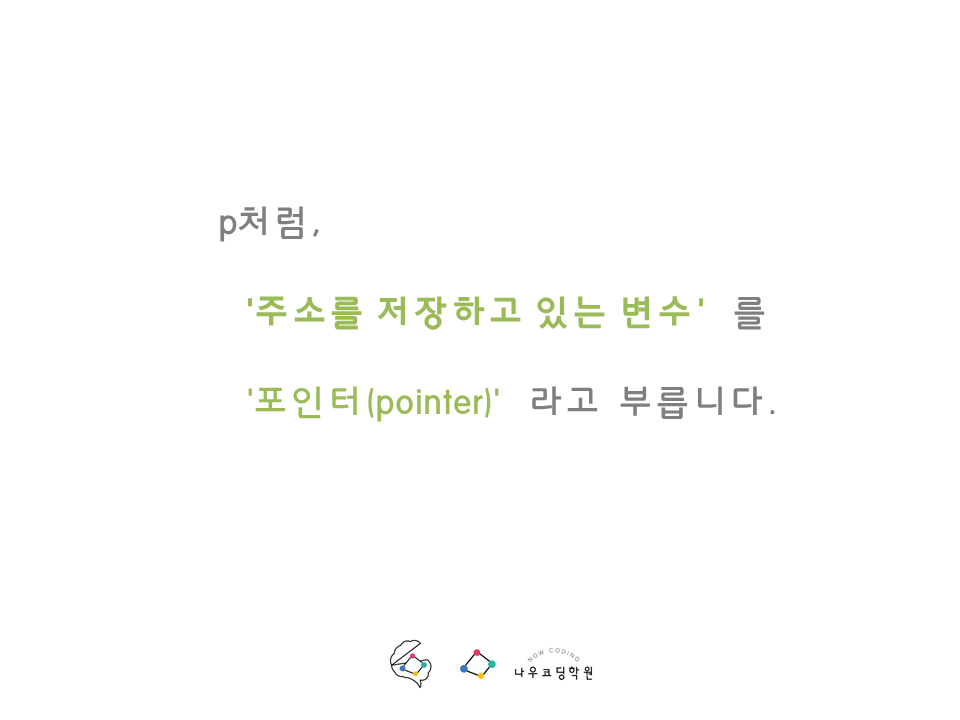 p처럼,
'주소를 저장하고 있는 변수' 를
'포인터(pointer)' 라고 부릅니다.
NOW CODING
나우코딩학원